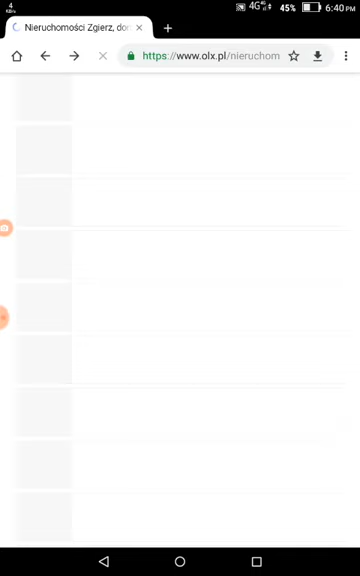 4
KB/s
4G
45%
6:40 PM
Nieruchomości Zgierz, do
https://www.olx.pl/nieruchom